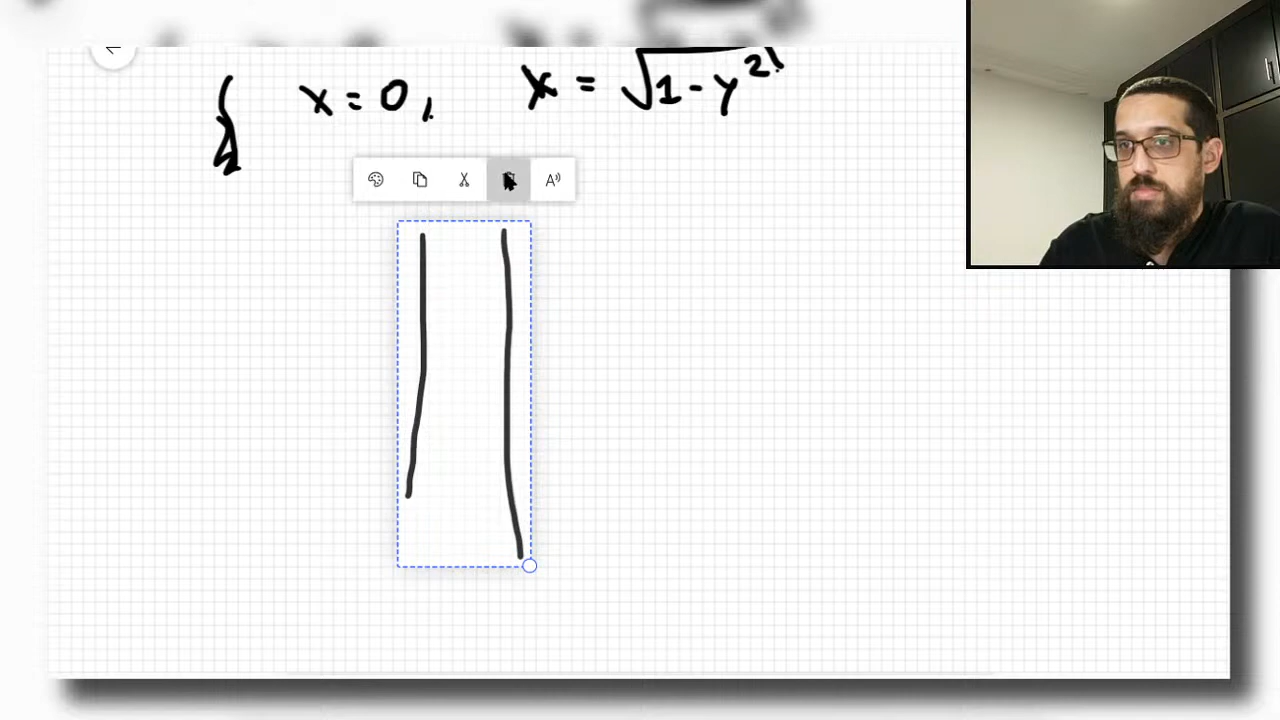 { x = 0, x = √1 - y²